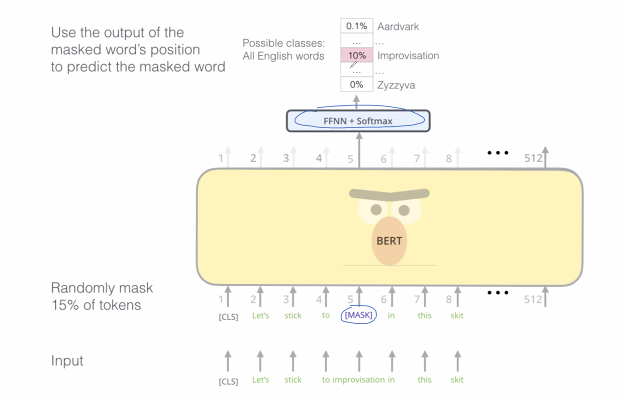 Use the output of the
masked word's position
to predict the masked word
Possible classes:
All English words
0.1% Aardvark
... ...
10% Improvisation
... ...
0% Zyzzyva
FFNN + Softmax
1 2 3 4 5 6 7 8 ... 512
BERT
Randomly mask
15% of tokens
1 2 3 4 5 6 7 8 ... 512
[CLS] Let's stick to [MASK] in this skit
Input
[CLS] Let's stick to improvisation in this skit